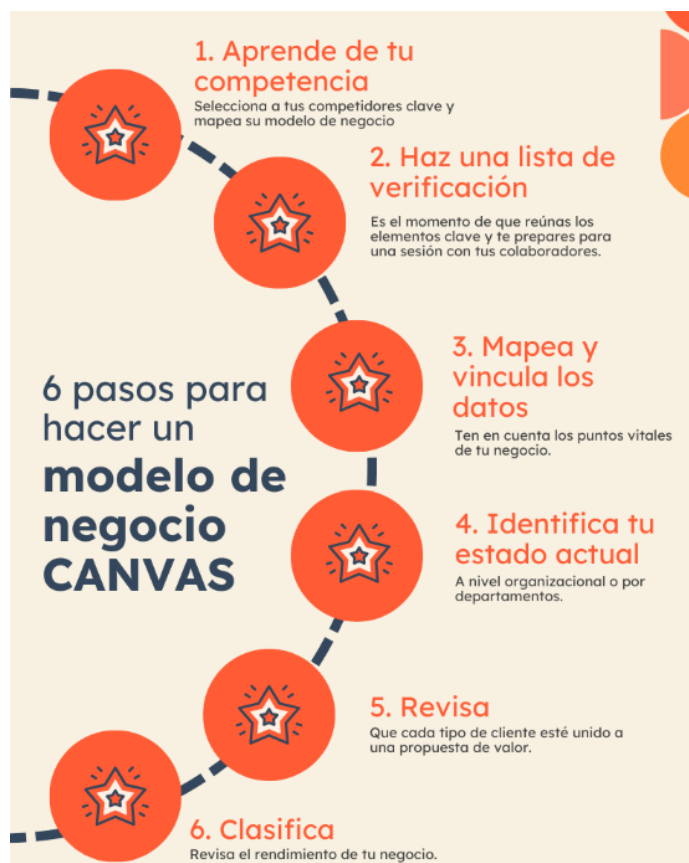 1. Aprende de tu
competencia
Selecciona a tus competidores clave y
mapea su modelo de negocio
2. Haz una lista de
verificación
Es el momento de que reúnas los
elementos clave y te prepares para
una sesión con tus colaboradores.
3. Mapea y
vincula los
datos
Ten en cuenta los puntos vitales
de tu negocio.
6 pasos para
hacer un
modelo de
negocio
CANVAS
4. Identifica tu
estado actual
A nivel organizacional o por
departamentos.
5. Revisa
Que cada tipo de cliente esté unido a
una propuesta de valor.
6. Clasifica
Revisa el rendimiento de tu negocio.